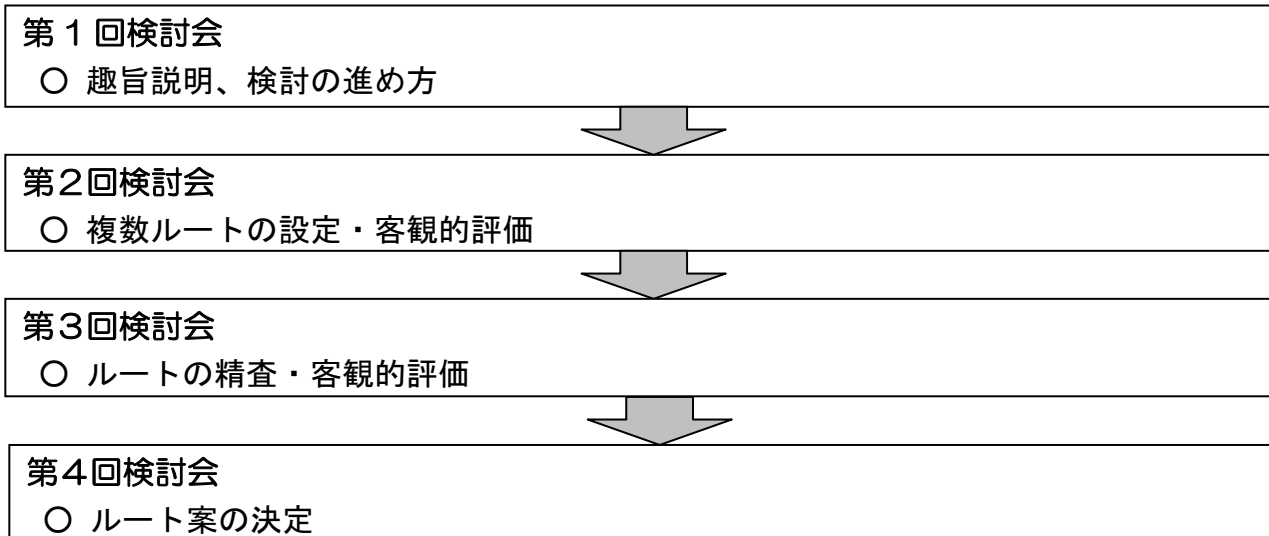 第１回検討会
○ 趣旨説明、検討の進め方
第２回検討会
○ 複数ルートの設定・客観的評価
第３回検討会
○ ルートの精査・客観的評価
第４回検討会
○ ルート案の決定